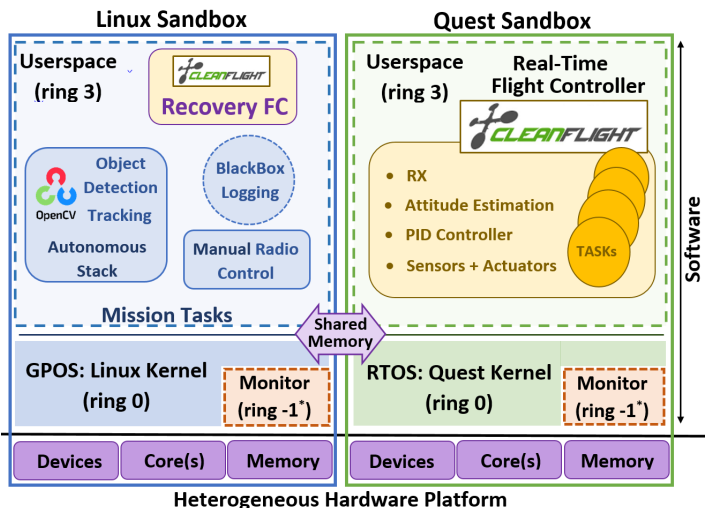 Linux Sandbox
Userspace
(ring 3)
CLEANFLIGHT
Recovery FC
OpenCV
Object
Detection
Tracking
Autonomous
Stack
BlackBox
Logging
Manual Radio
Control
Mission Tasks
GPOS: Linux Kernel
(ring 0)
Monitor
(ring -1*)
Devices
Core(s)
Memory
Shared
Memory
Quest Sandbox
Userspace
(ring 3)
Real-Time
Flight Controller
CLEANFLIGHT
• RX
• Attitude Estimation
• PID Controller
• Sensors + Actuators
TASKs
RTOS: Quest Kernel
(ring 0)
Monitor
(ring -1*)
Devices
Core(s)
Memory
Software
Heterogeneous Hardware Platform